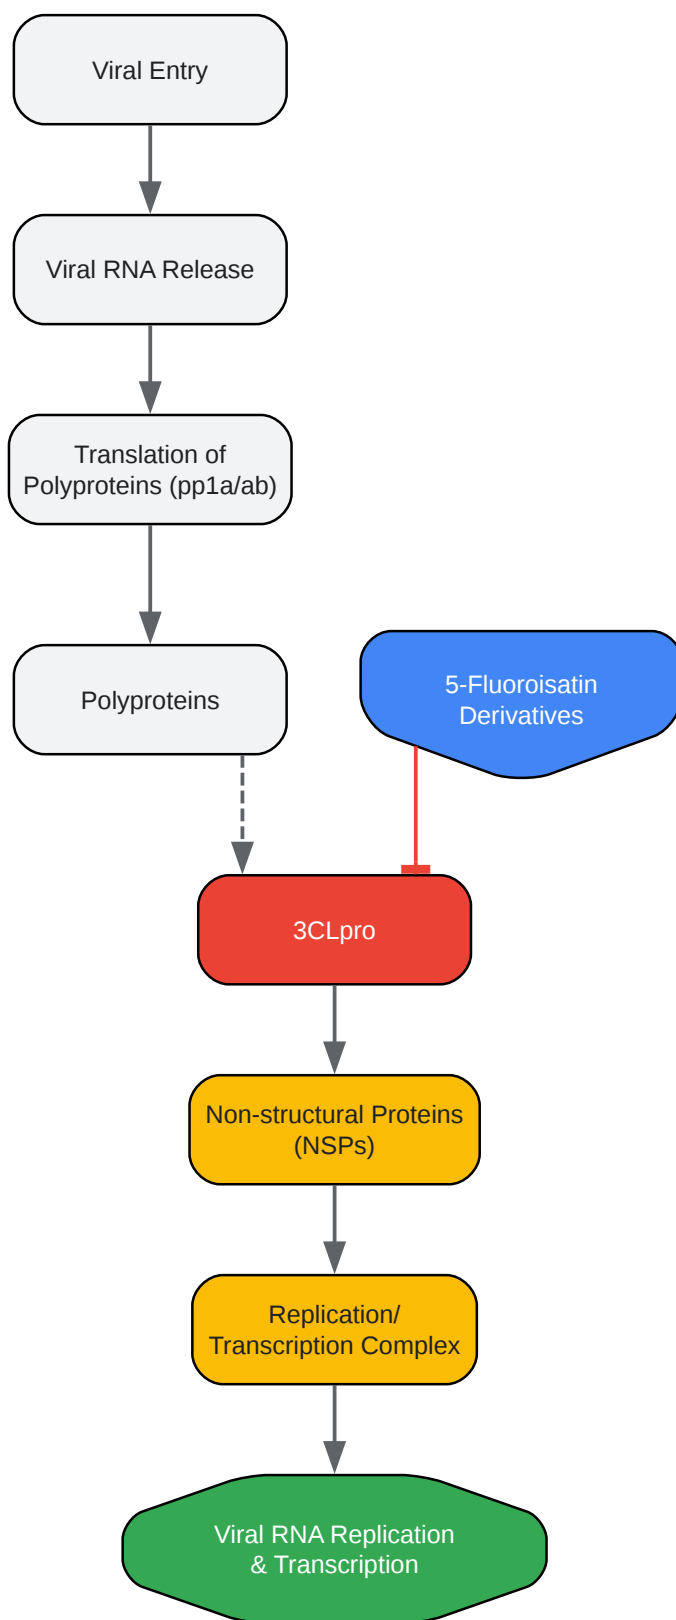 Viral Entry
Viral RNA Release
Translation of
Polyproteins (pp1a/ab)
Polyproteins
5-Fluoroisatin
Derivatives
3CLpro
Non-structural Proteins
(NSPs)
Replication/
Transcription Complex
Viral RNA Replication
& Transcription